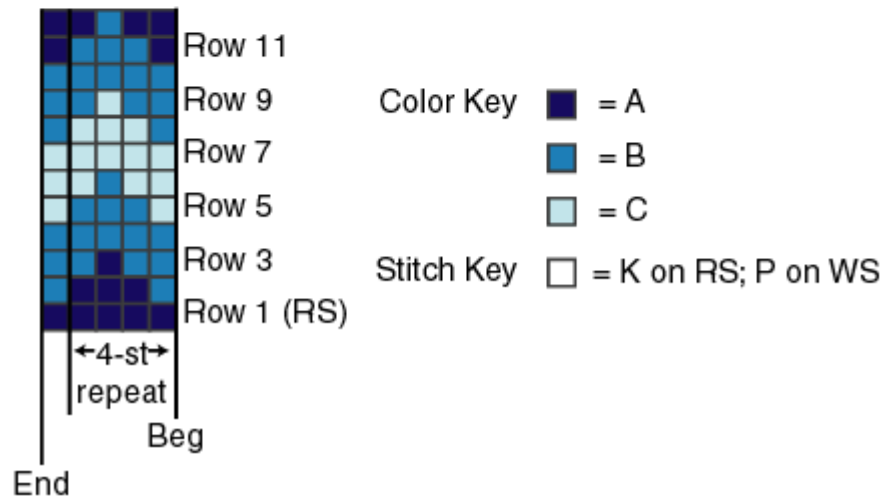 Row 11
Row 9
Row 7
Row 5
Row 3
Row 1 (RS)
4-st
repeat
Beg
End
Color Key
= A
= B
= C
Stitch Key
= K on RS; P on WS